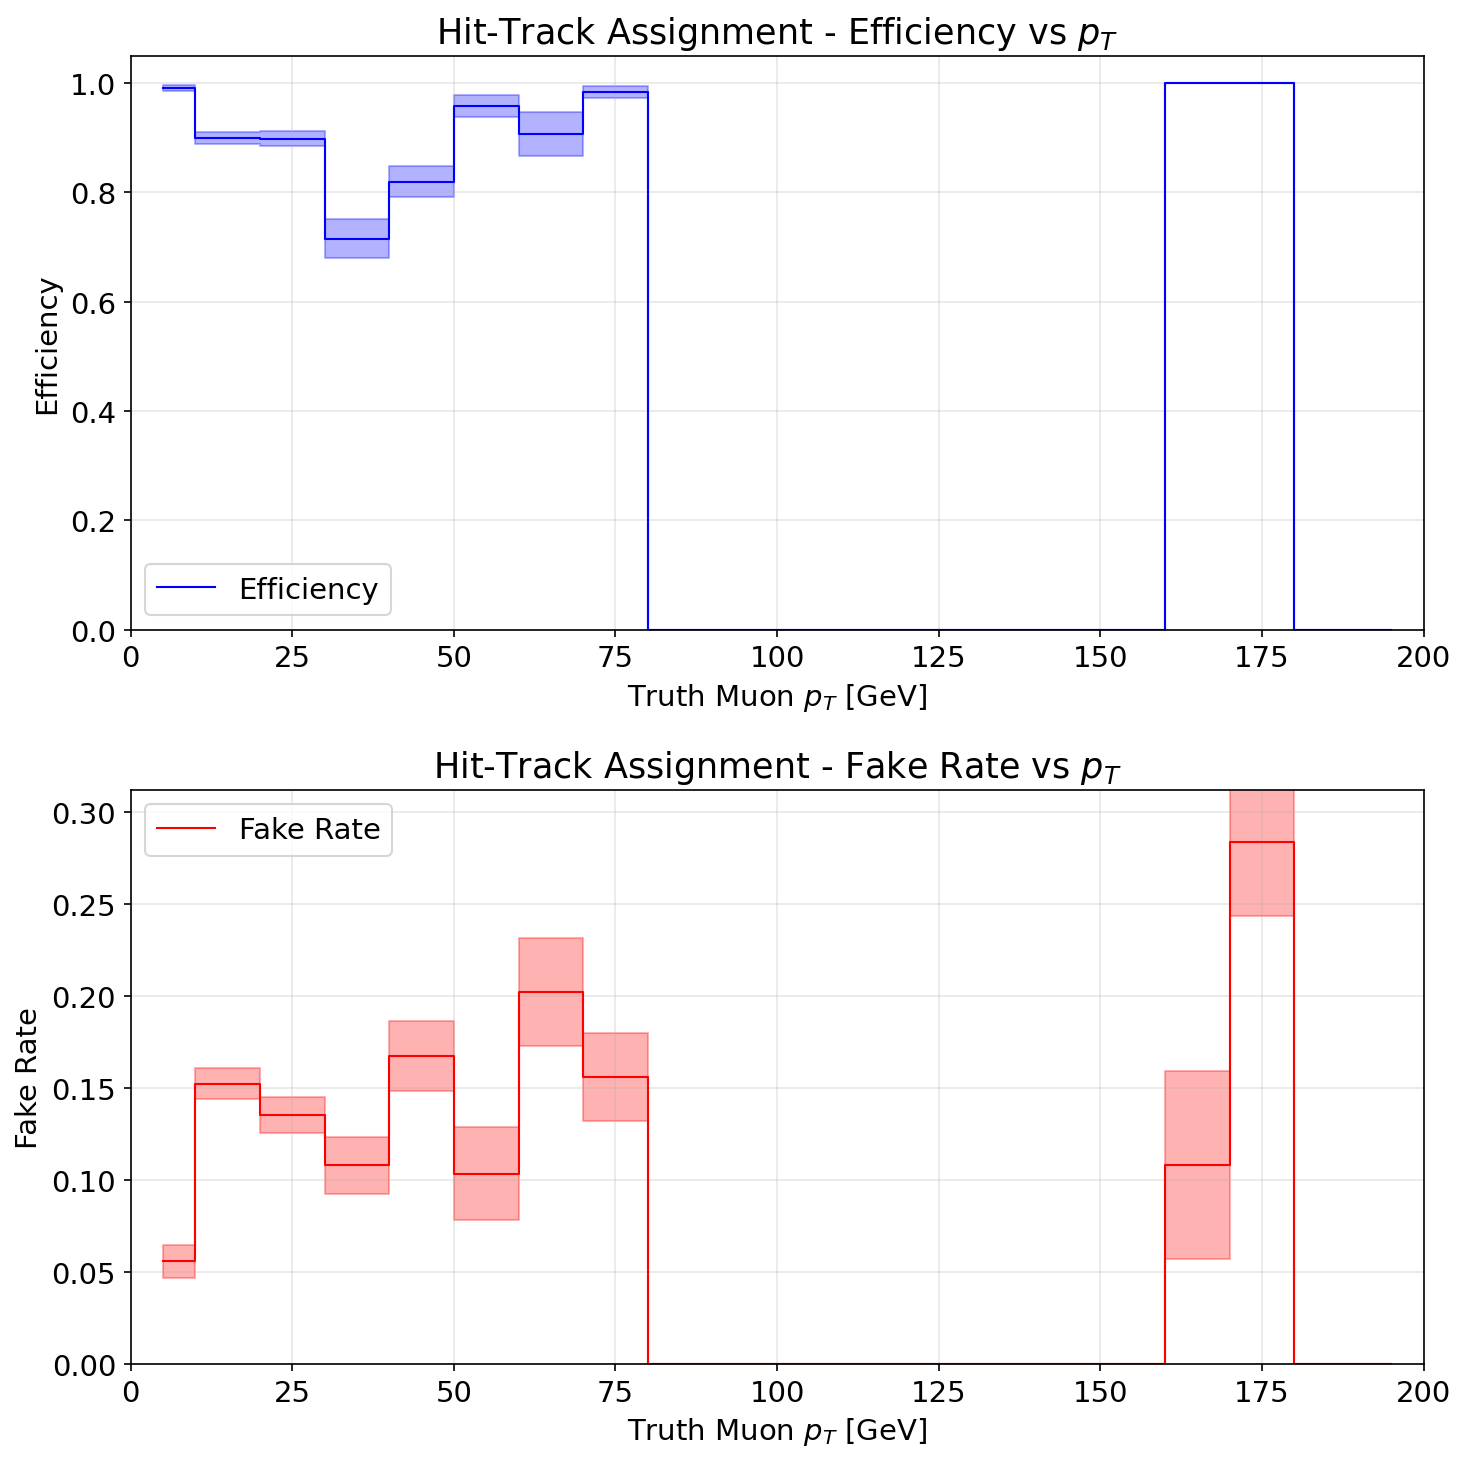 Hit-Track Assignment - Efficiency vs p_T
1.0
0.8
0.6
0.4
0.2
0.0
Efficiency
Efficiency
0 25 50 75 100 125 150 175 200
Truth Muon p_T [GeV]
Hit-Track Assignment - Fake Rate vs p_T
0.30
0.25
0.20
0.15
0.10
0.05
0.00
Fake Rate
Fake Rate
0 25 50 75 100 125 150 175 200
Truth Muon p_T [GeV]